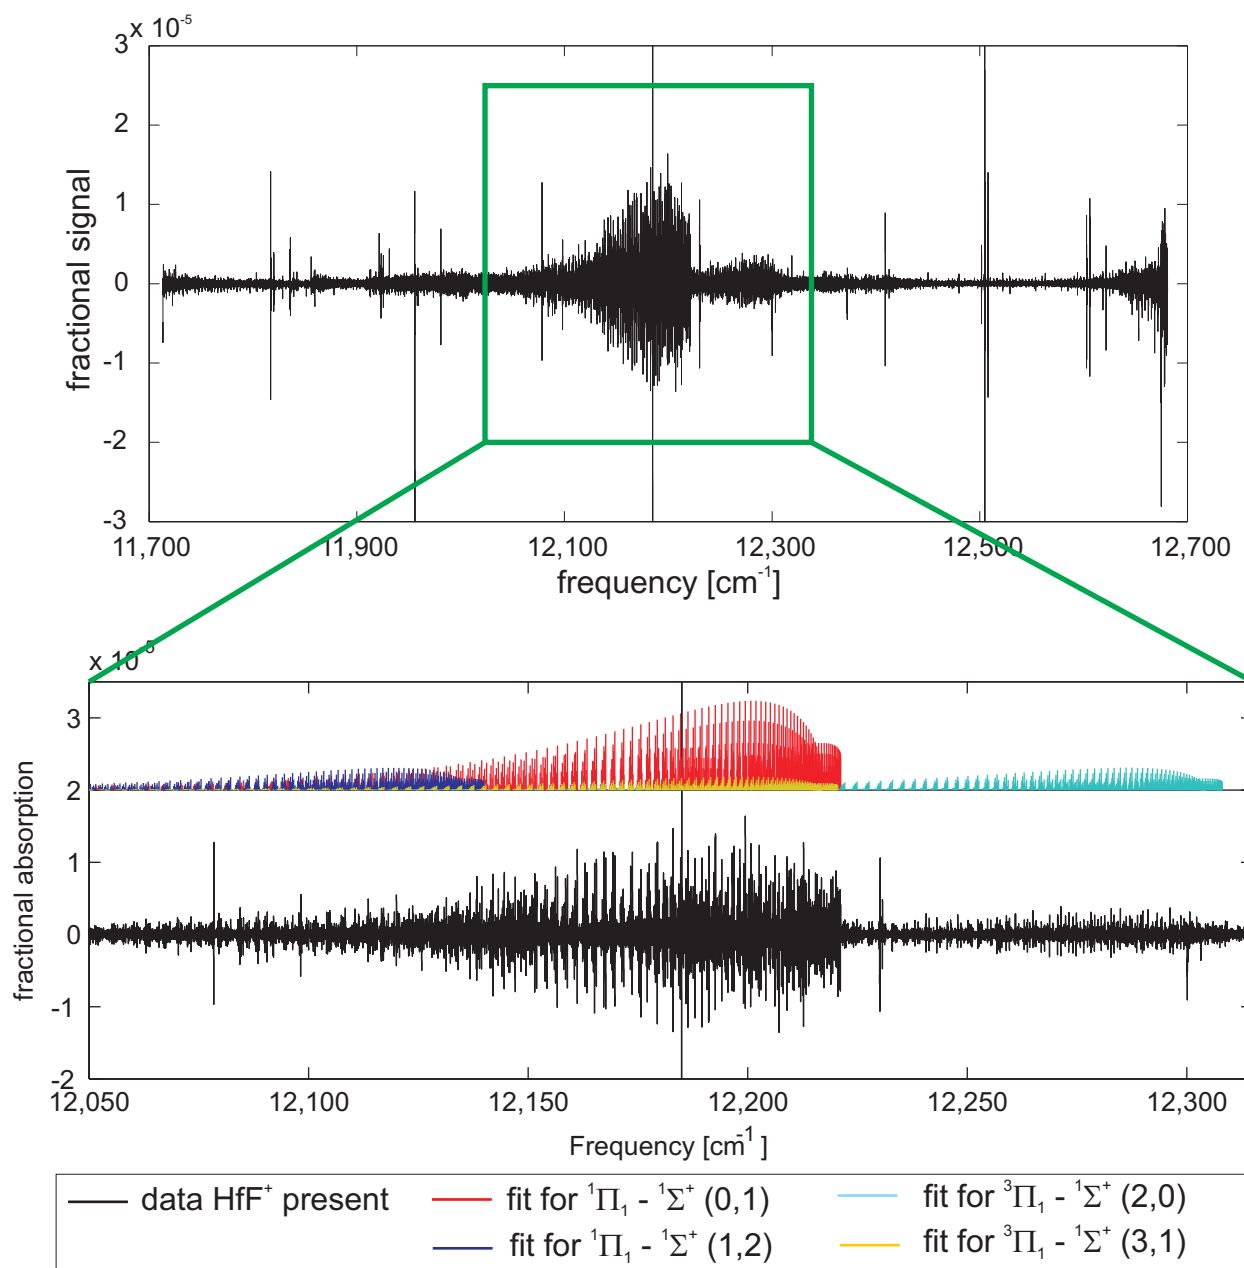 3 x 10⁻⁵
2
1
0
-1
-2
-3
fractional signal
11,700 11,900 12,100 12,300 12,500 12,700
frequency [cm⁻¹]
x 10⁻⁵
3
2
1
0
-1
-2
fractional absorption
12,050 12,100 12,150 12,200 12,250 12,300
Frequency [cm⁻¹ ]
data HfF⁺ present
fit for ¹Π₁ - ¹Σ⁺ (0,1)
fit for ³Π₁ - ¹Σ⁺ (2,0)
fit for ¹Π₁ - ¹Σ⁺ (1,2)
fit for ³Π₁ - ¹Σ⁺ (3,1)